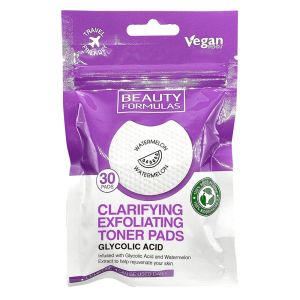 TRAVEL
FRIENDLY
Vegan
BEAUTY
FORMULAS
WATERMELON
WATERMELON
30
PADS
CLARIFYING
EXFOLIATING
TONER PADS
GLYCOLIC ACID
Infused with Glycolic Acid and Watermelon
Extract to help rejuvenate your skin.